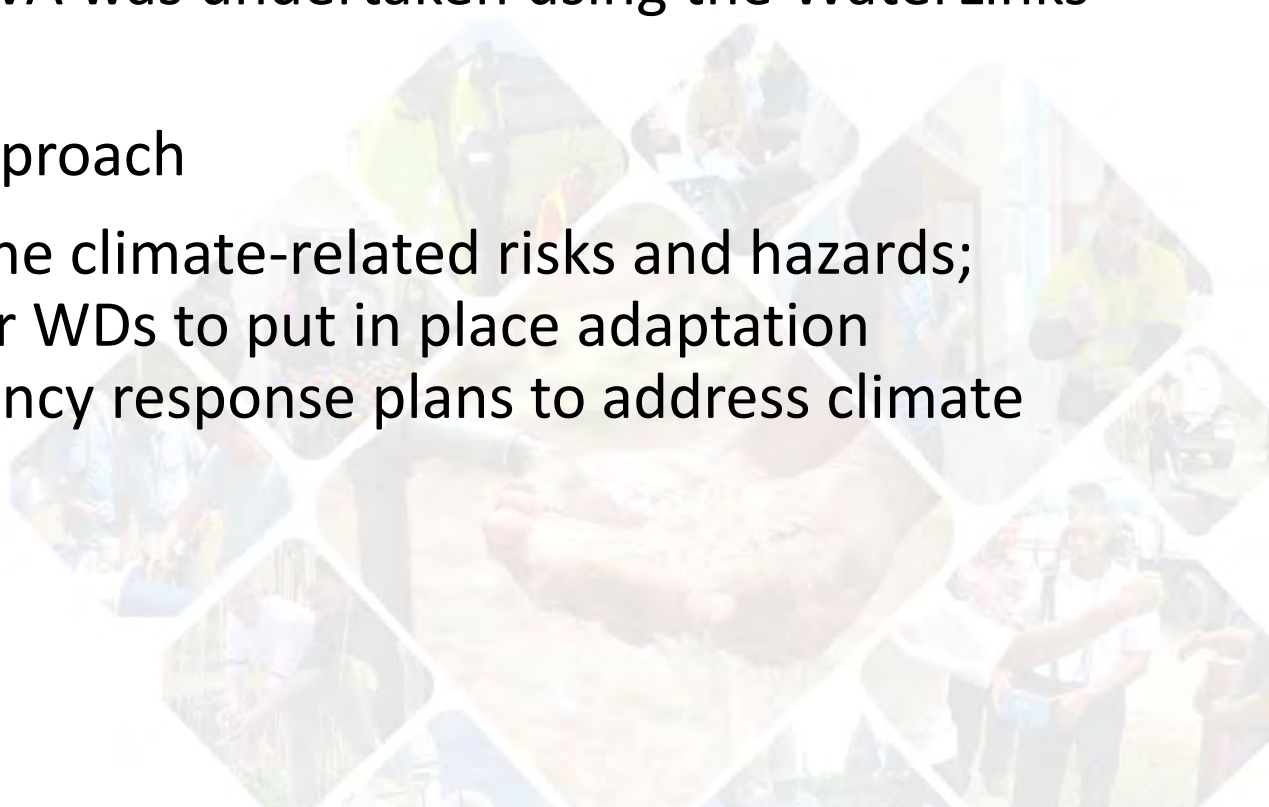 VA was undertaken using the WaterLinks
proach
ne climate-related risks and hazards;
r WDs to put in place adaptation
ncy response plans to address climate